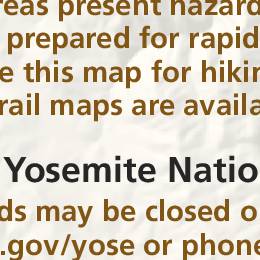 reas present hazard
prepared for rapid
e this map for hikin
rail maps are availa
Yosemite Natio
ds may be closed o
.gov/yose or phone